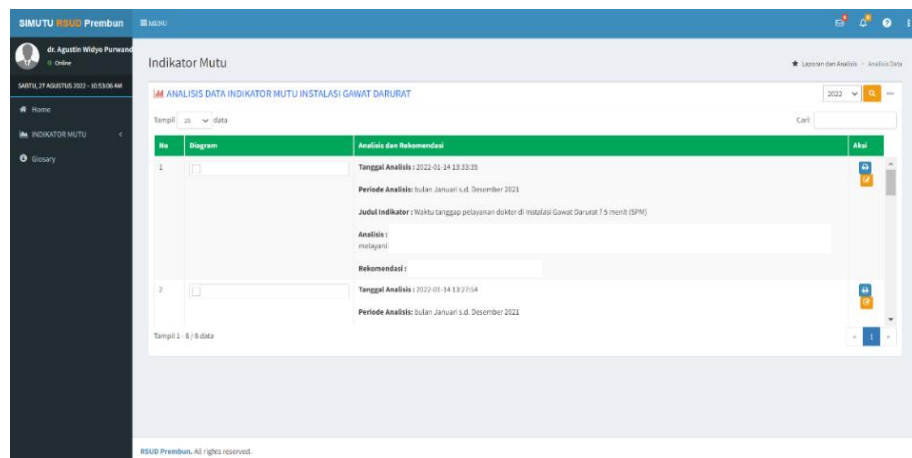 SIMUTU RSUD Prembun
MENU
dr. Agustin Widyo Purwand
Online
SABTU, 27 AGUSTUS 2022 - 10:53:06 AM
Home
INDIKATOR MUTU
Glosary
Indikator Mutu
Laporan dan Analisis > Analisis Data
ANALISIS DATA INDIKATOR MUTU INSTALASI GAWAT DARURAT
2022
Tampil 25 data
Cari:
No Diagram Analisis dan Rekomendasi Aksi
1 Tanggal Analisis : 2022-01-14 13:33:35
Periode Analisis: bulan Januari s.d. Desember 2021
Judul Indikator : Waktu tanggap pelayanan dokter di Instalasi Gawat Darurat ? 5 menit (SPM)
Analisis :
melayani
Rekomendasi :
2 Tanggal Analisis : 2022-01-14 13:27:54
Periode Analisis: bulan Januari s.d. Desember 2021
Tampil 1 - 8 / 8 data
« 1 »
RSUD Prembun. All rights reserved.